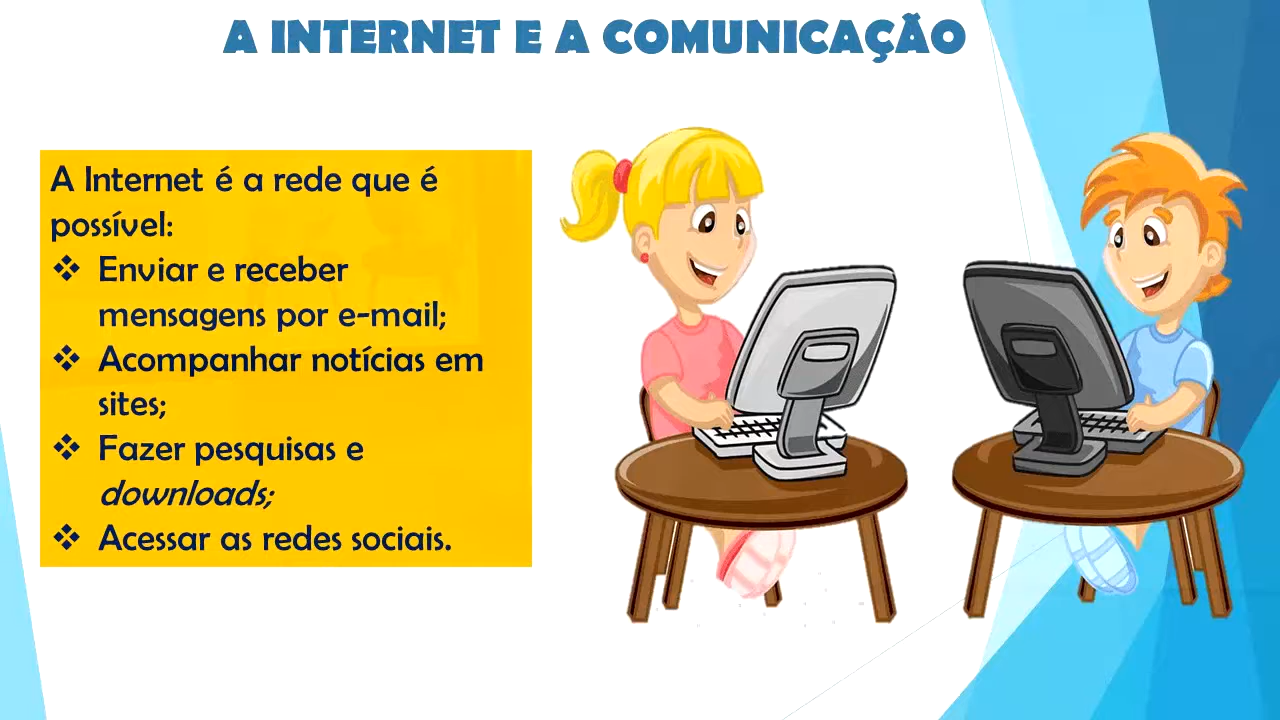 A INTERNET E A COMUNICAÇÃO
A Internet é a rede que é
possível:
❖ Enviar e receber
mensagens por e-mail;
❖ Acompanhar notícias em
sites;
❖ Fazer pesquisas e
downloads;
❖ Acessar as redes sociais.